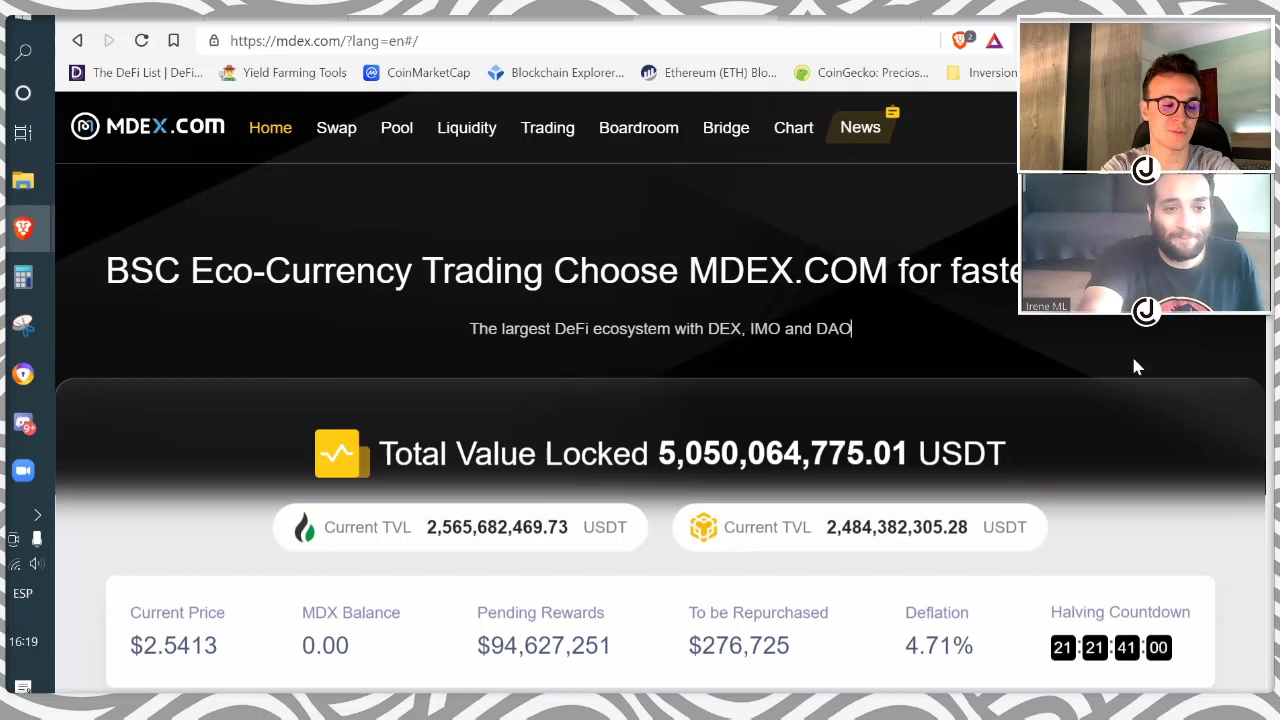 https://mdex.com/?lang=en#/
2
The DeFi List | DeFi...
Yield Farming Tools
CoinMarketCap
Blockchain Explorer...
Ethereum (ETH) Blo...
CoinGecko: Precios...
Inversion
MDEX.COM
Home
Swap
Pool
Liquidity
Trading
Boardroom
Bridge
Chart
News
BSC Eco-Currency Trading Choose MDEX.COM for faste
Irene ML
The largest DeFi ecosystem with DEX, IMO and DAO
9+
Total Value Locked 5,050,064,775.01 USDT
Current TVL 2,565,682,469.73 USDT
Current TVL 2,484,382,305.28 USDT
ESP
16:19
Current Price
$2.5413
MDX Balance
0.00
Pending Rewards
$94,627,251
To be Repurchased
$276,725
Deflation
4.71%
Halving Countdown
21:21:41:00